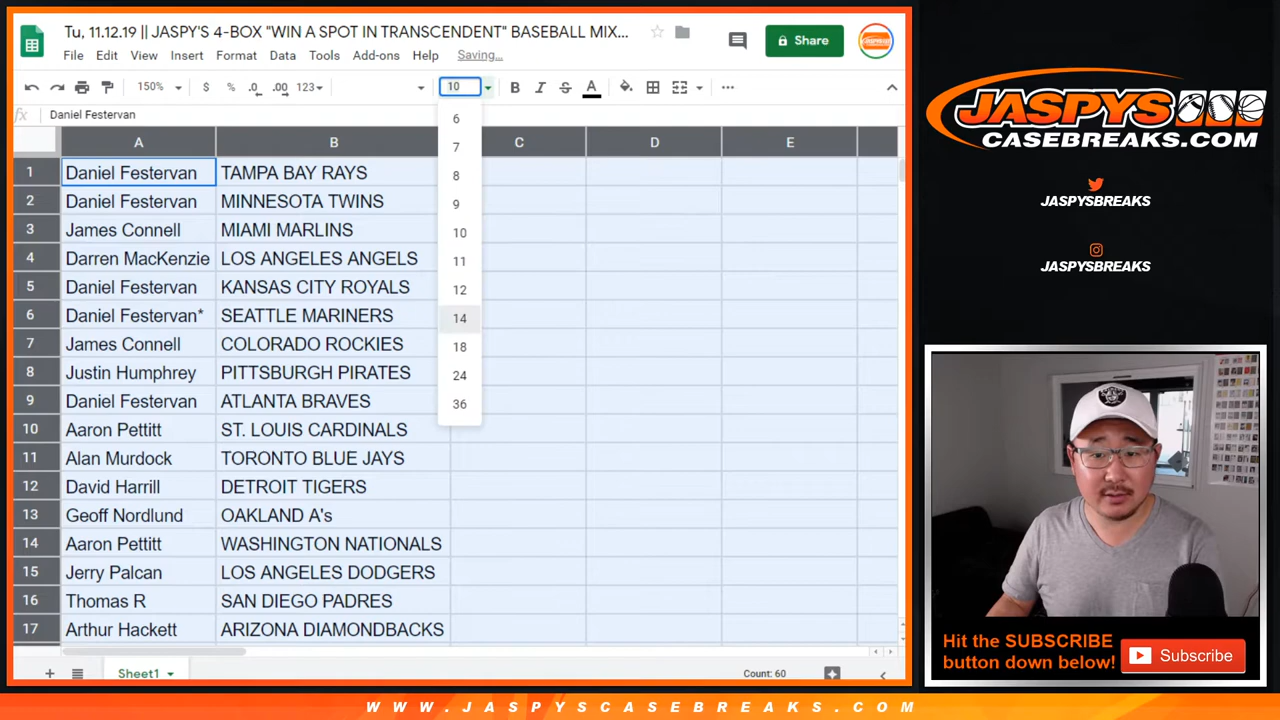 Tu, 11.12.19 || JASPY'S 4-BOX "WIN A SPOT IN TRANSCENDENT" BASEBALL MIX...
Share
File Edit View Insert Format Data Tools Add-ons Help Saving...
150% $ % .0 .00 123 10 B I S A
fx Daniel Festervan
A B C D E
1 Daniel Festervan TAMPA BAY RAYS
2 Daniel Festervan MINNESOTA TWINS
3 James Connell MIAMI MARLINS
4 Darren MacKenzie LOS ANGELES ANGELS
5 Daniel Festervan KANSAS CITY ROYALS
6 Daniel Festervan* SEATTLE MARINERS
7 James Connell COLORADO ROCKIES
8 Justin Humphrey PITTSBURGH PIRATES
9 Daniel Festervan ATLANTA BRAVES
10 Aaron Pettitt ST. LOUIS CARDINALS
11 Alan Murdock TORONTO BLUE JAYS
12 David Harrill DETROIT TIGERS
13 Geoff Nordlund OAKLAND A's
14 Aaron Pettitt WASHINGTON NATIONALS
15 Jerry Palcan LOS ANGELES DODGERS
16 Thomas R SAN DIEGO PADRES
17 Arthur Hackett ARIZONA DIAMONDBACKS
6
7
8
9
10
11
12
14
18
24
36
Sheet1
Count: 60
JASPYS
CASEBREAKS.COM
JASPYSBREAKS
JASPYSBREAKS
Hit the SUBSCRIBE
button down below!
Subscribe
WWW.JASPYSCASEBREAKS.COM